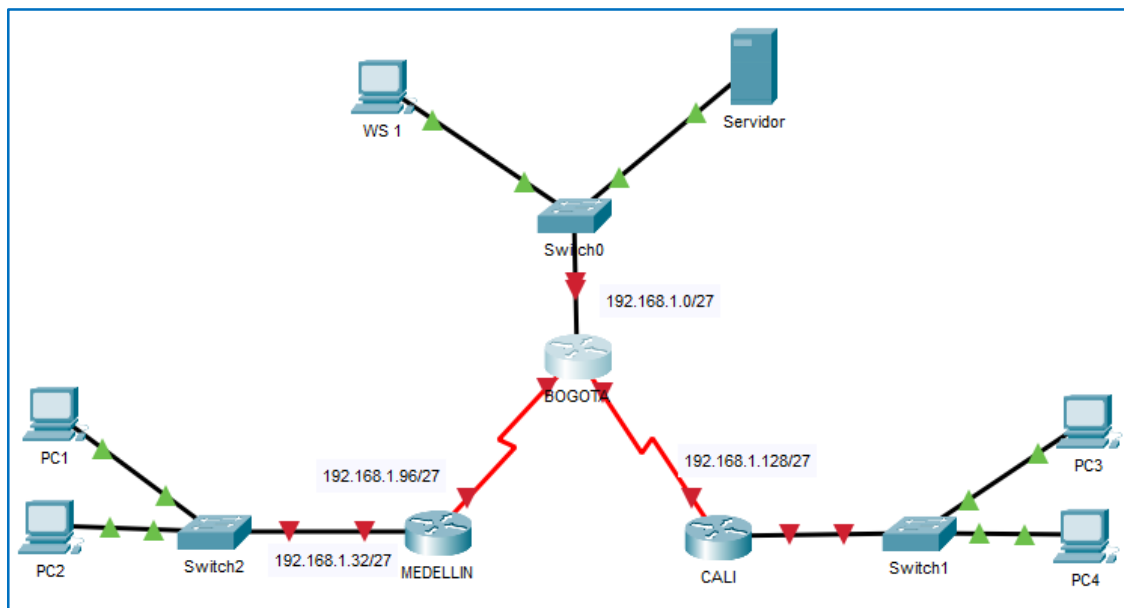 WS 1
Servidor
Switch0
192.168.1.0/27
BOGOTA
PC1
PC3
192.168.1.96/27
192.168.1.128/27
PC2
Switch2
192.168.1.32/27
MEDELLIN
CALI
Switch1
PC4